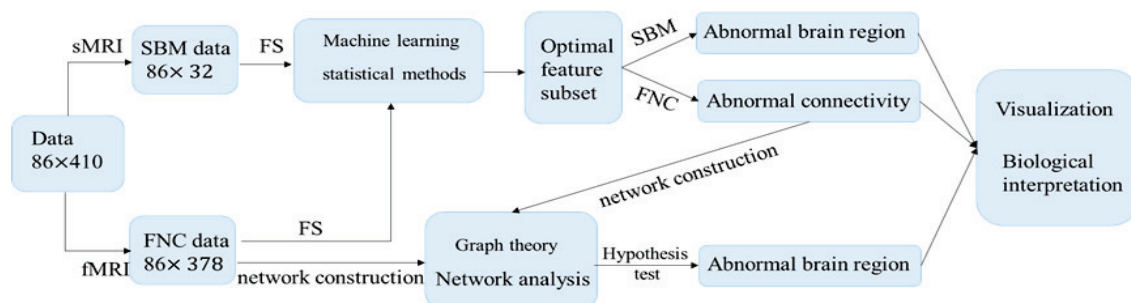 sMRI
SBM data
86× 32
FS
Machine learning
statistical methods
Optimal
feature
subset
SBM
FNC
Abnormal brain region
Abnormal connectivity
Data
86×410
Visualization
Biological
interpretation
network construction
fMRI
FNC data
86× 378
FS
network construction
Graph theory
Network analysis
Hypothesis
test
Abnormal brain region